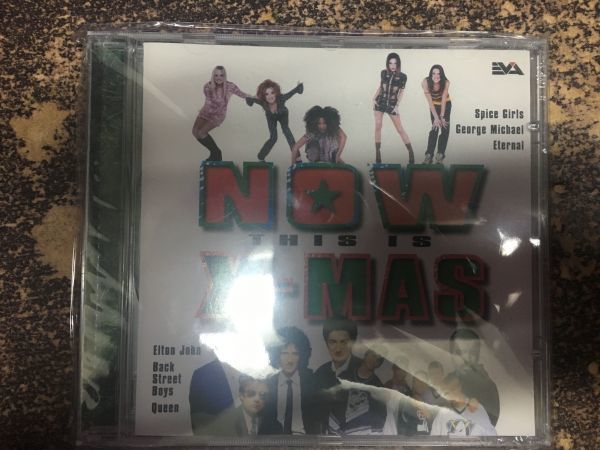 EVA
Spice Girls
George Michael
Eternal
NOW
THIS IS
X-MAS
Elton John
Back
Street
Boys
Queen